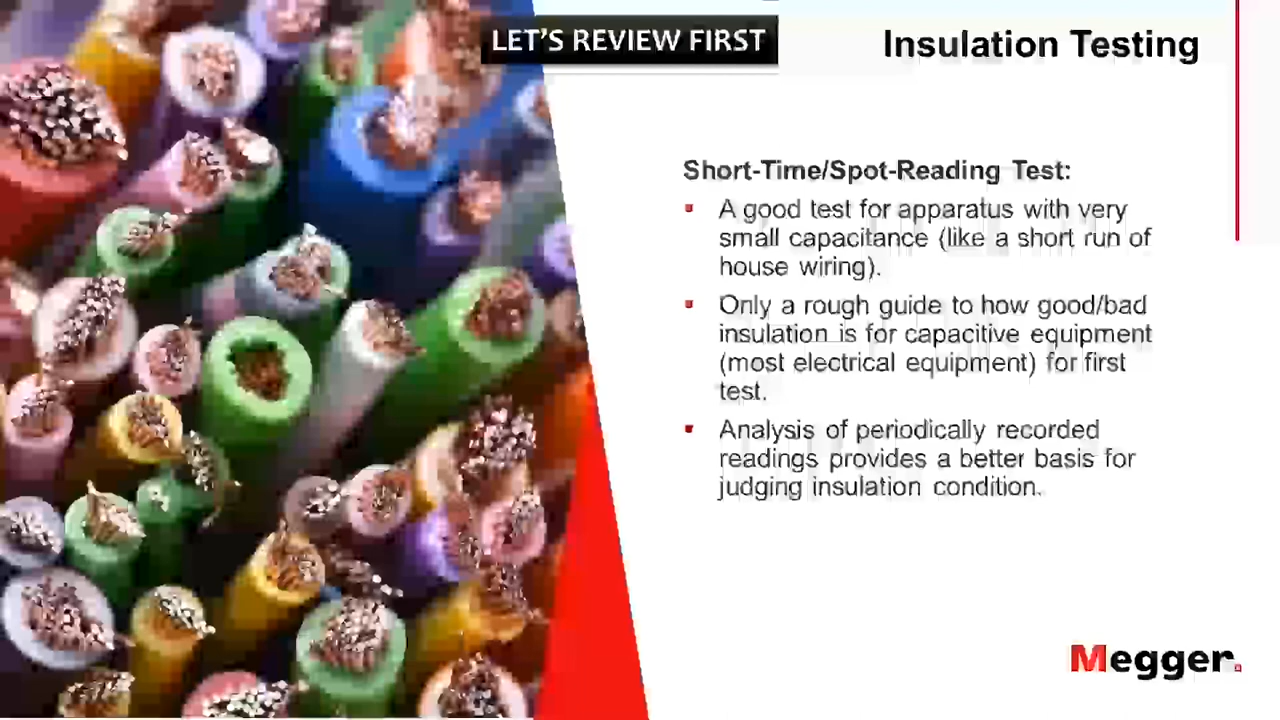 LET'S REVIEW FIRST
Insulation Testing
Short-Time/Spot-Reading Test:
▪ A good test for apparatus with very
small capacitance (like a short run of
house wiring).
▪ Only a rough guide to how good/bad
insulation is for capacitive equipment
(most electrical equipment) for first
test.
▪ Analysis of periodically recorded
readings provides a better basis for
judging insulation condition.
Megger.